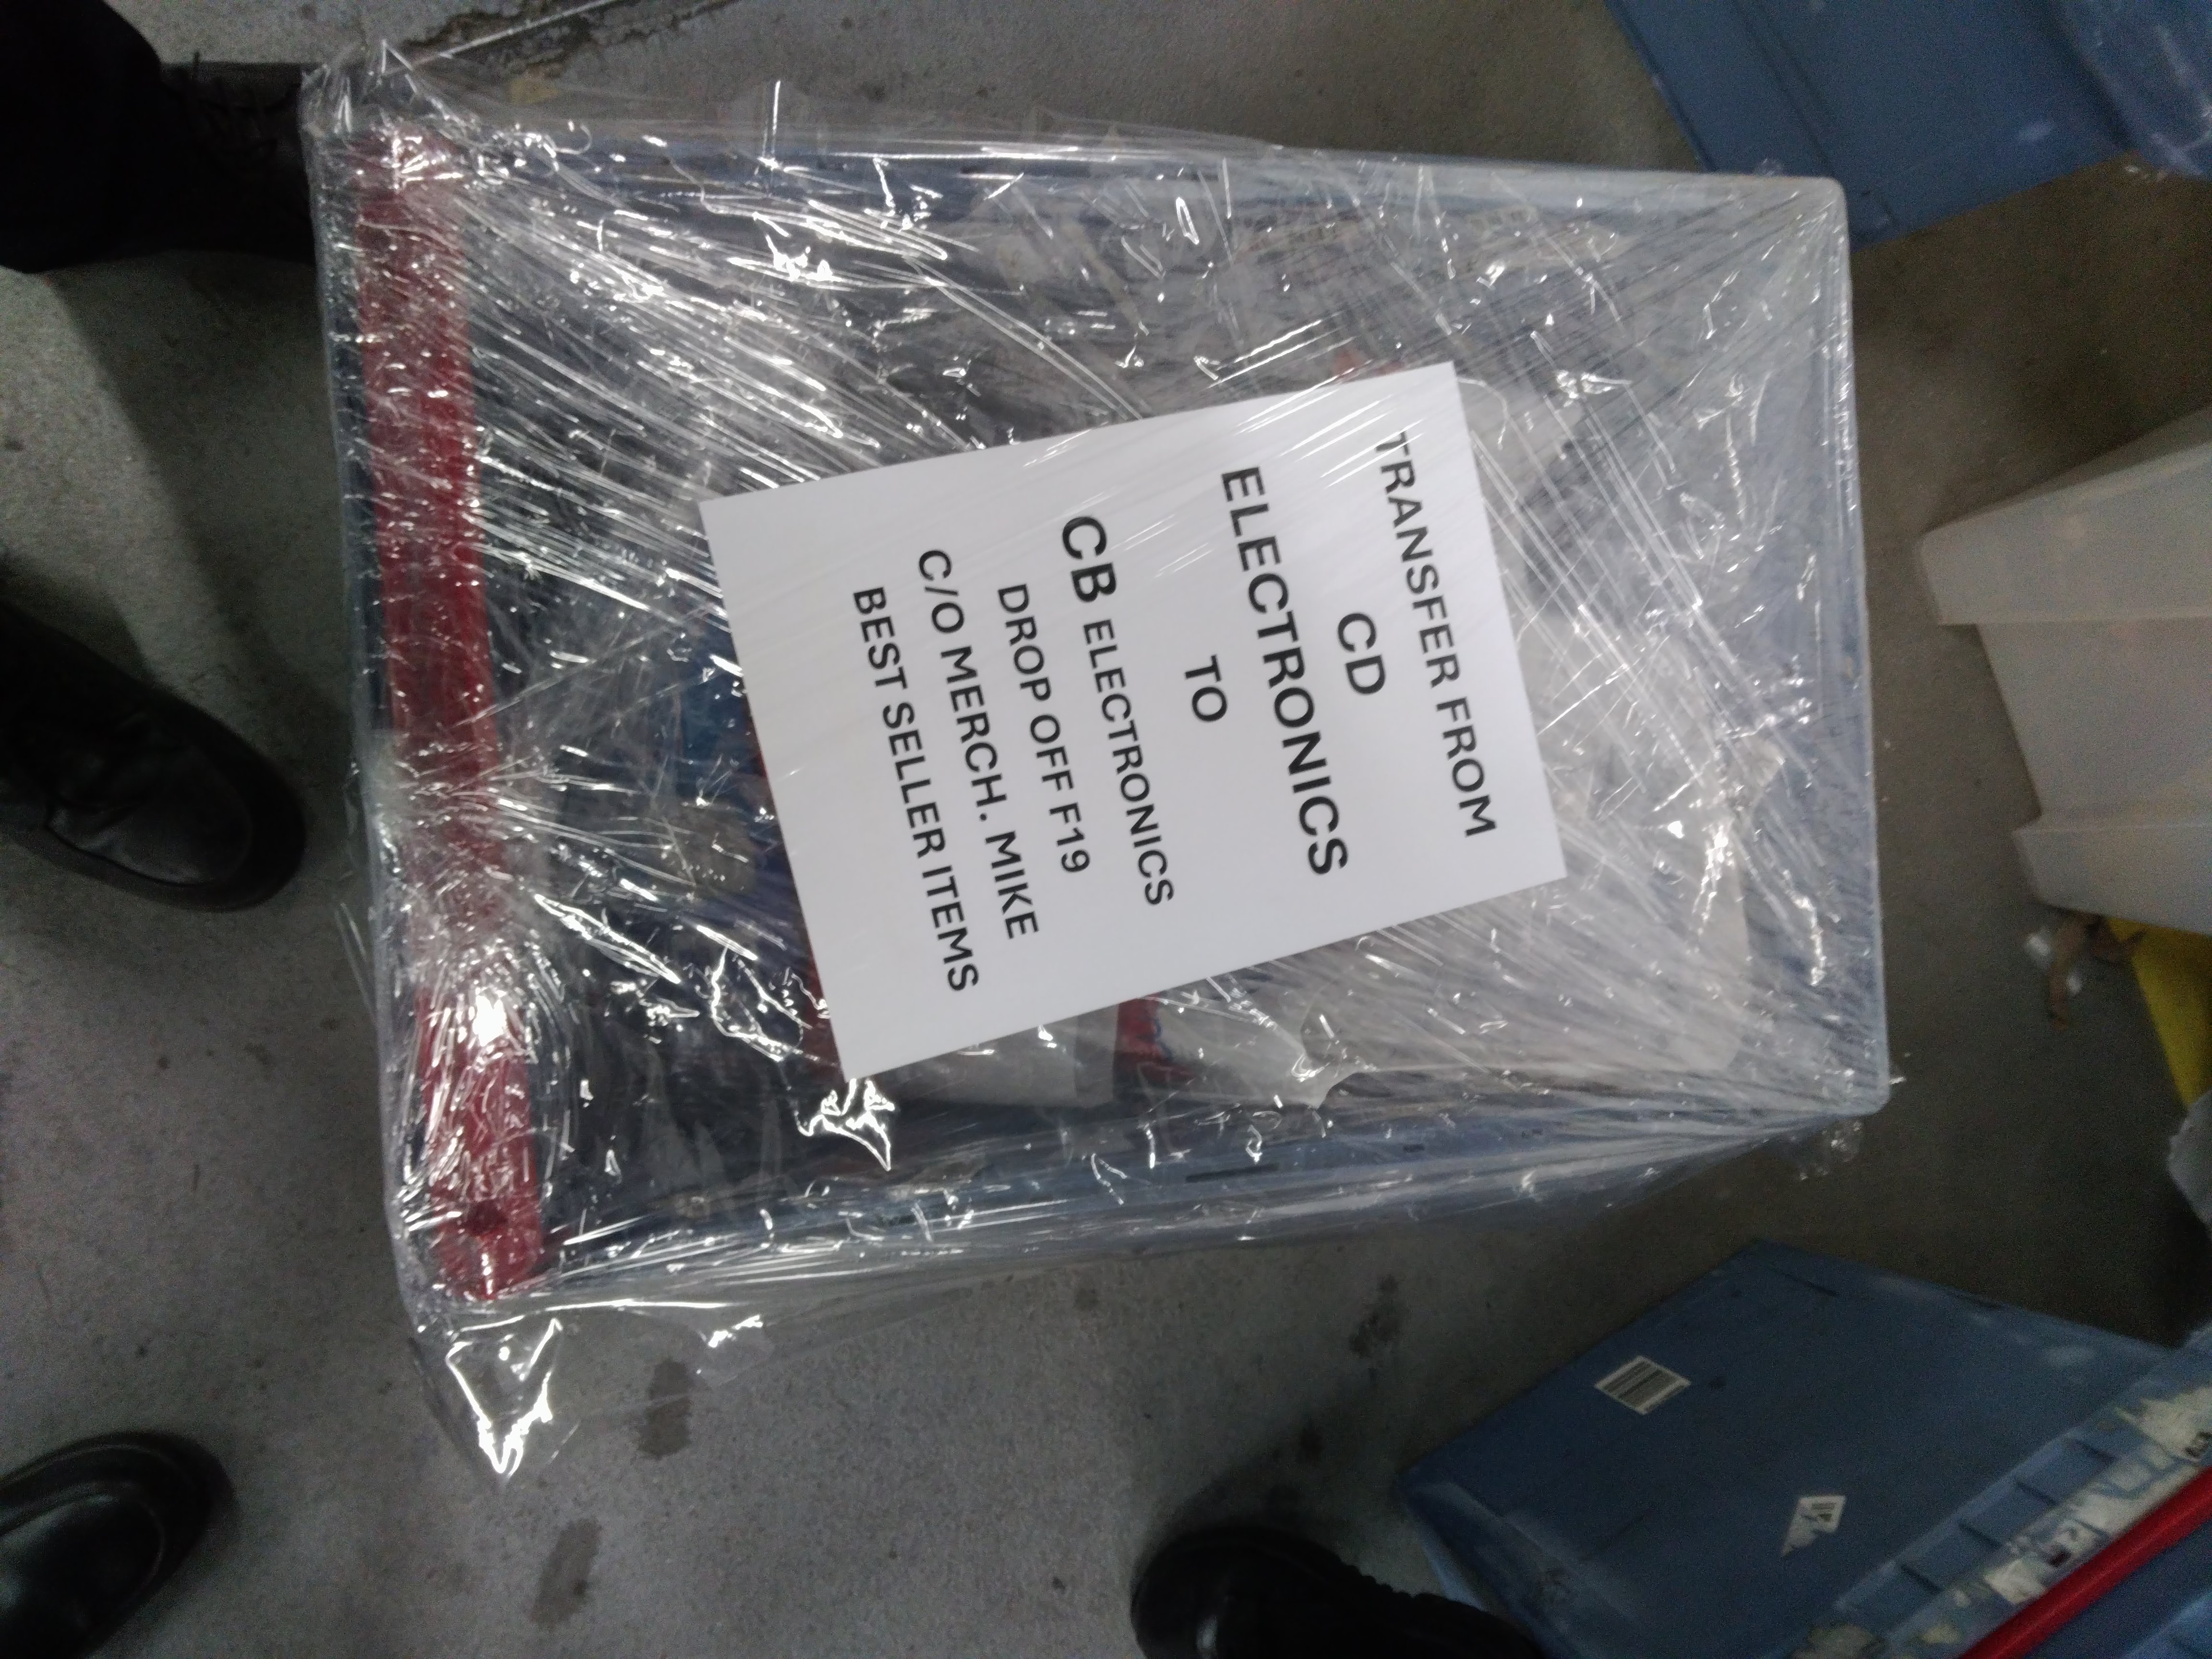 TRANSFER FROM
CD
ELECTRONICS
TO
CB ELECTRONICS
DROP OFF F19
C/O MERCH. MIKE
BEST SELLER ITEMS